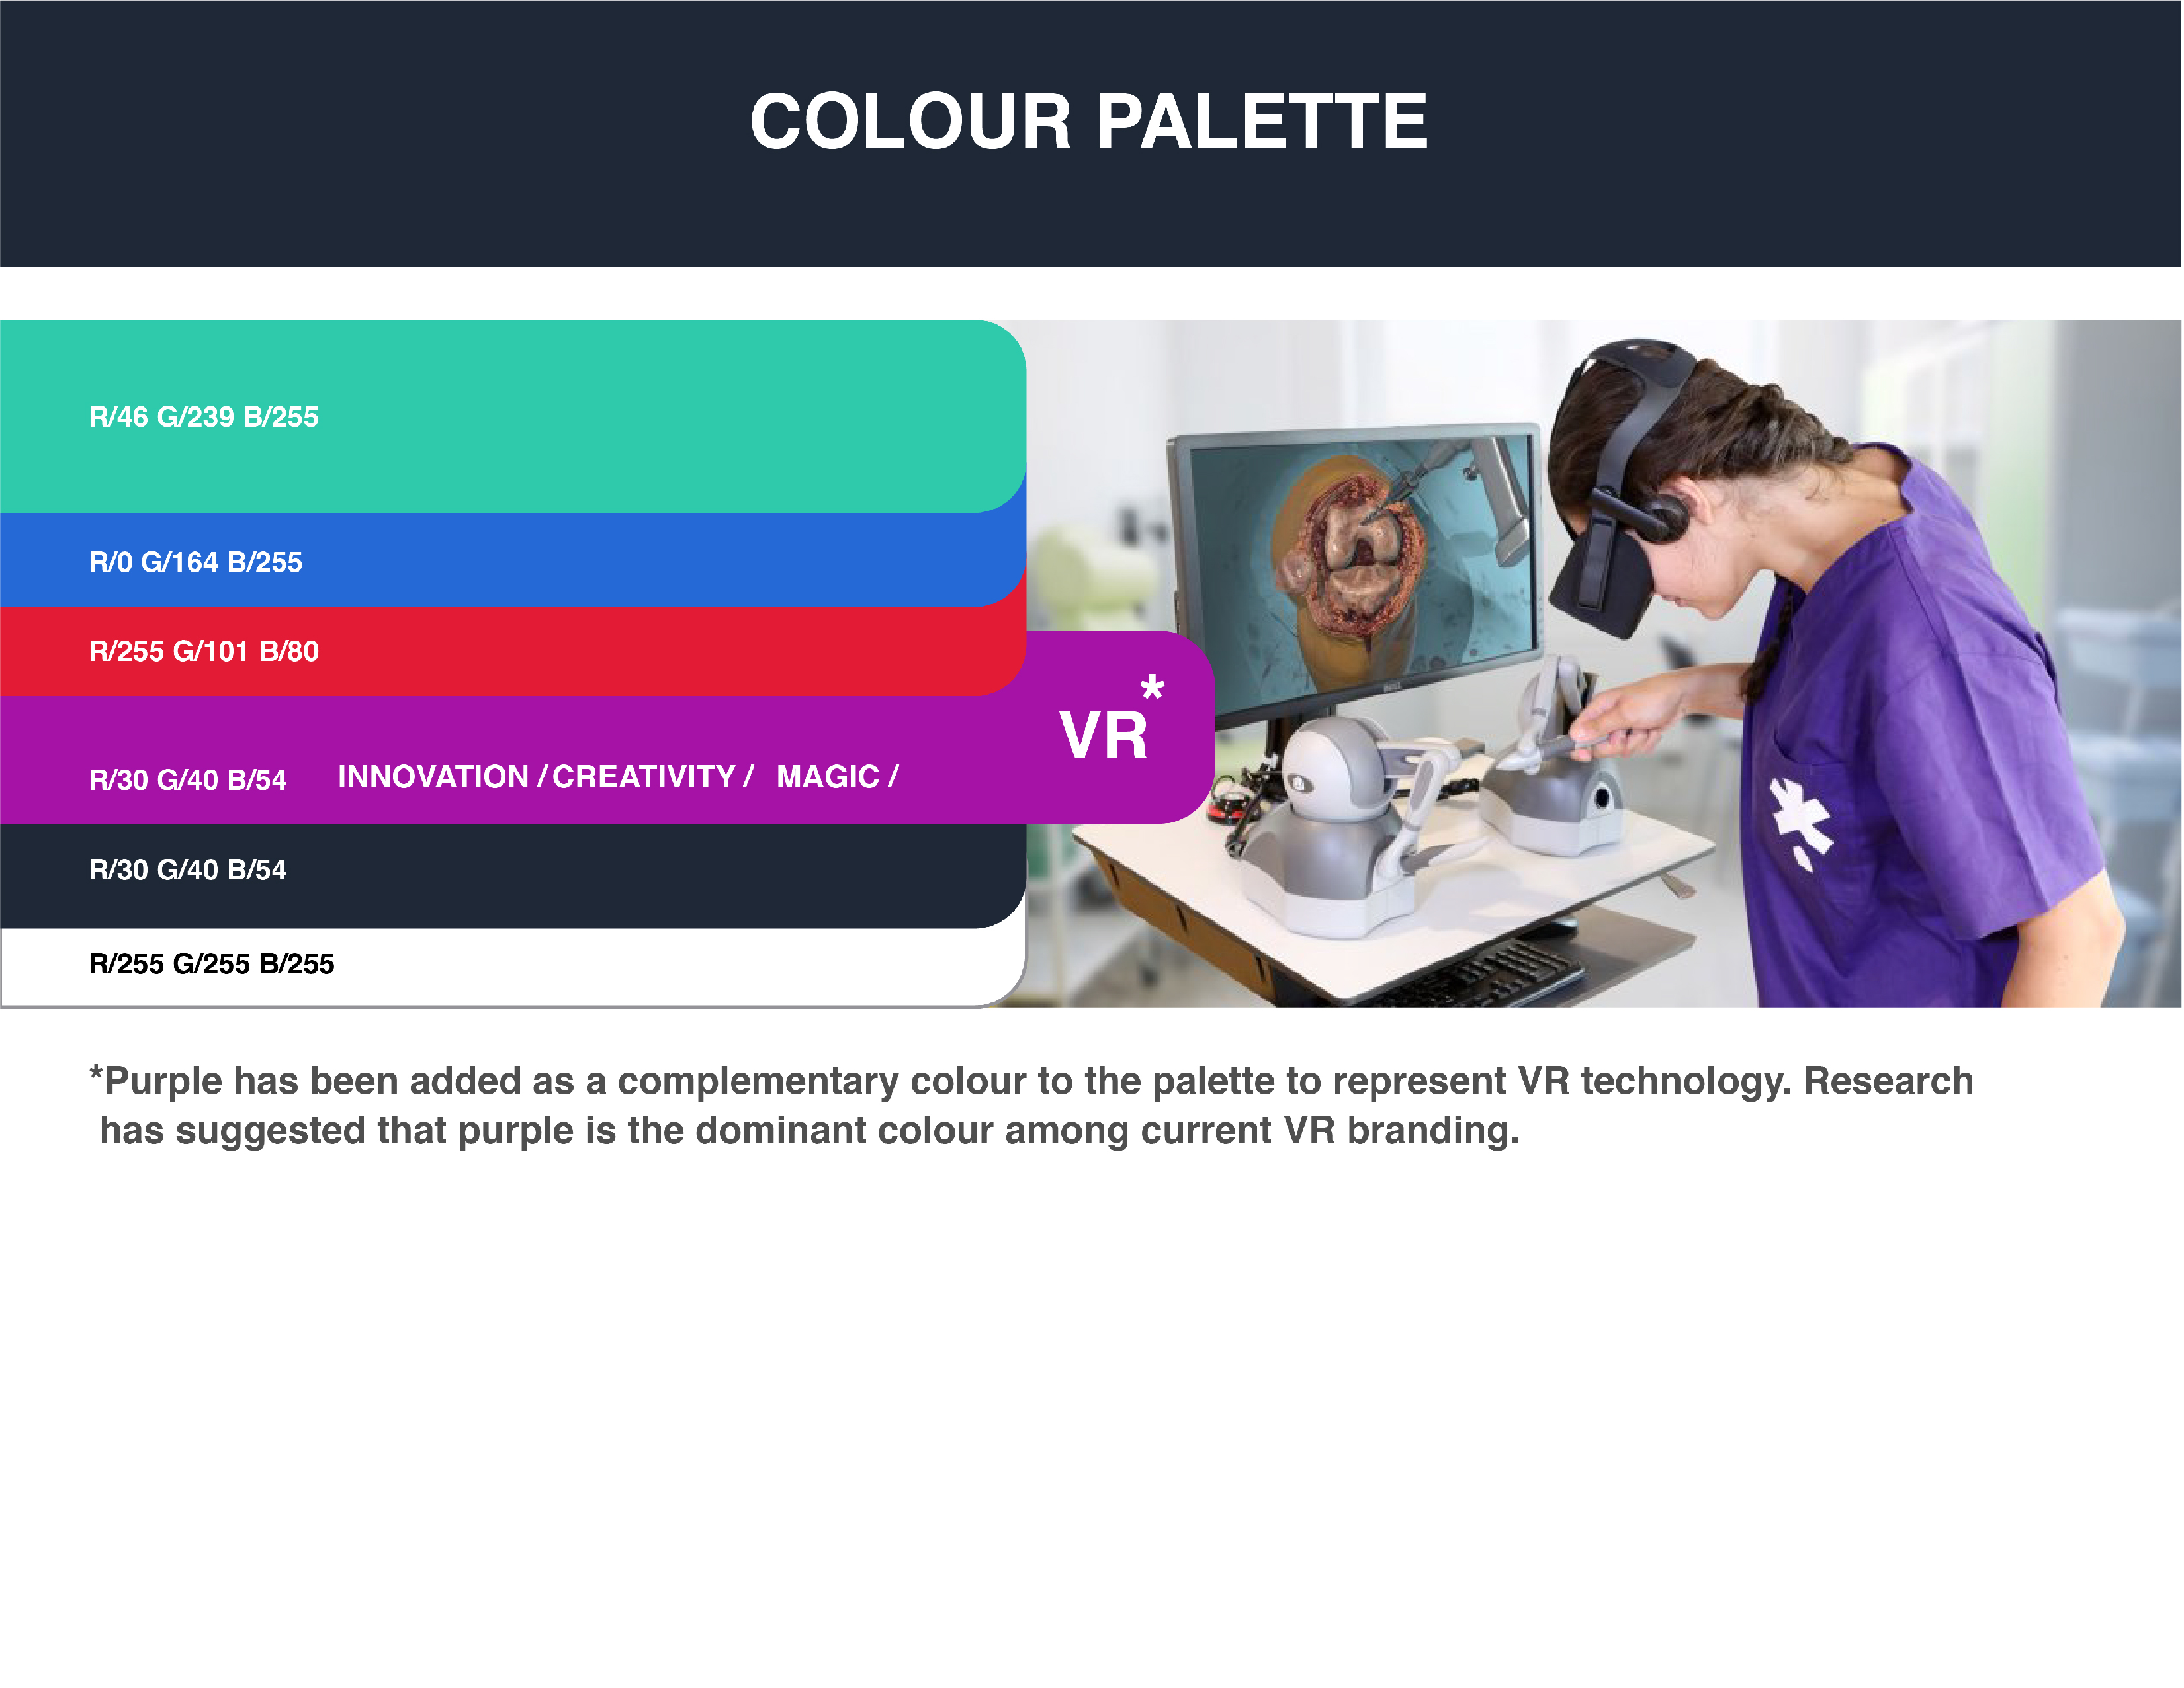 COLOUR PALETTE
R/46 G/239 B/255
R/0 G/164 B/255
R/255 G/101 B/80
VR*
R/30 G/40 B/54 INNOVATION / CREATIVITY / MAGIC /
R/30 G/40 B/54
R/255 G/255 B/255
*Purple has been added as a complementary colour to the palette to represent VR technology. Research
has suggested that purple is the dominant colour among current VR branding.